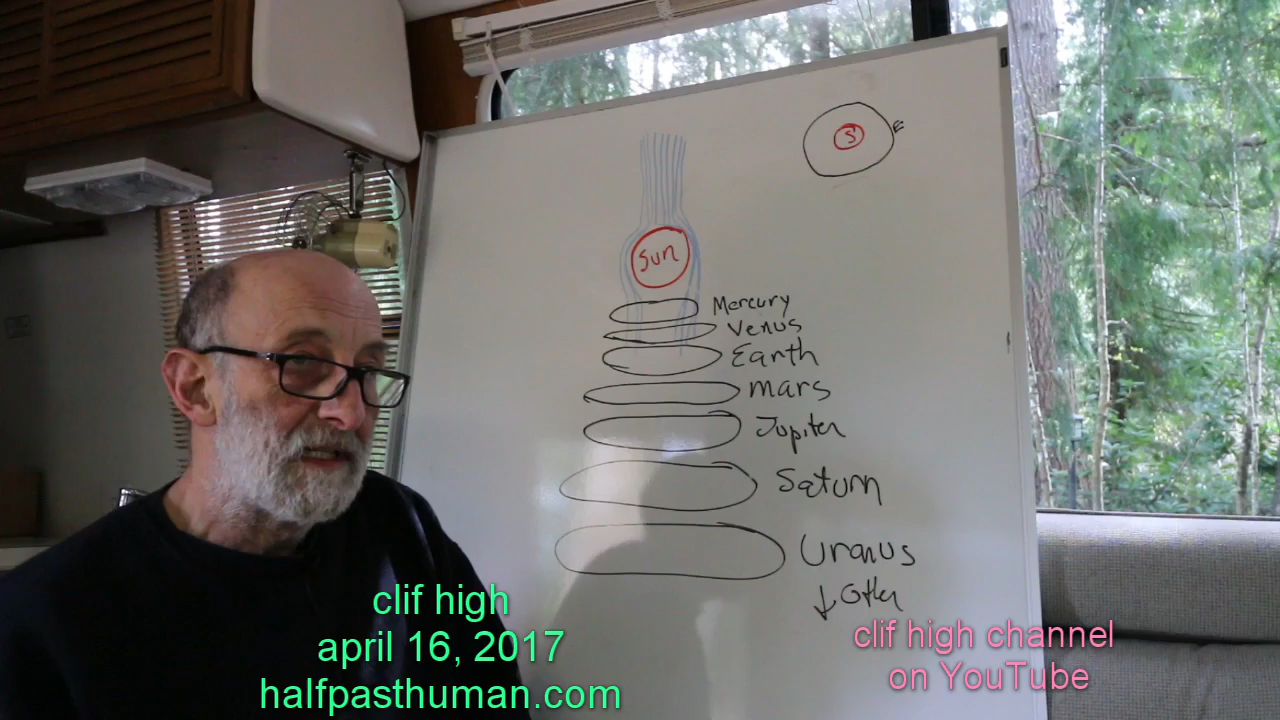 S E
Sun
Mercury
Venus
Earth
mars
Jupiter
Saturn
Uranus
↓ Other
clif high
april 16, 2017
halfpasthuman.com
clif high channel
on YouTube